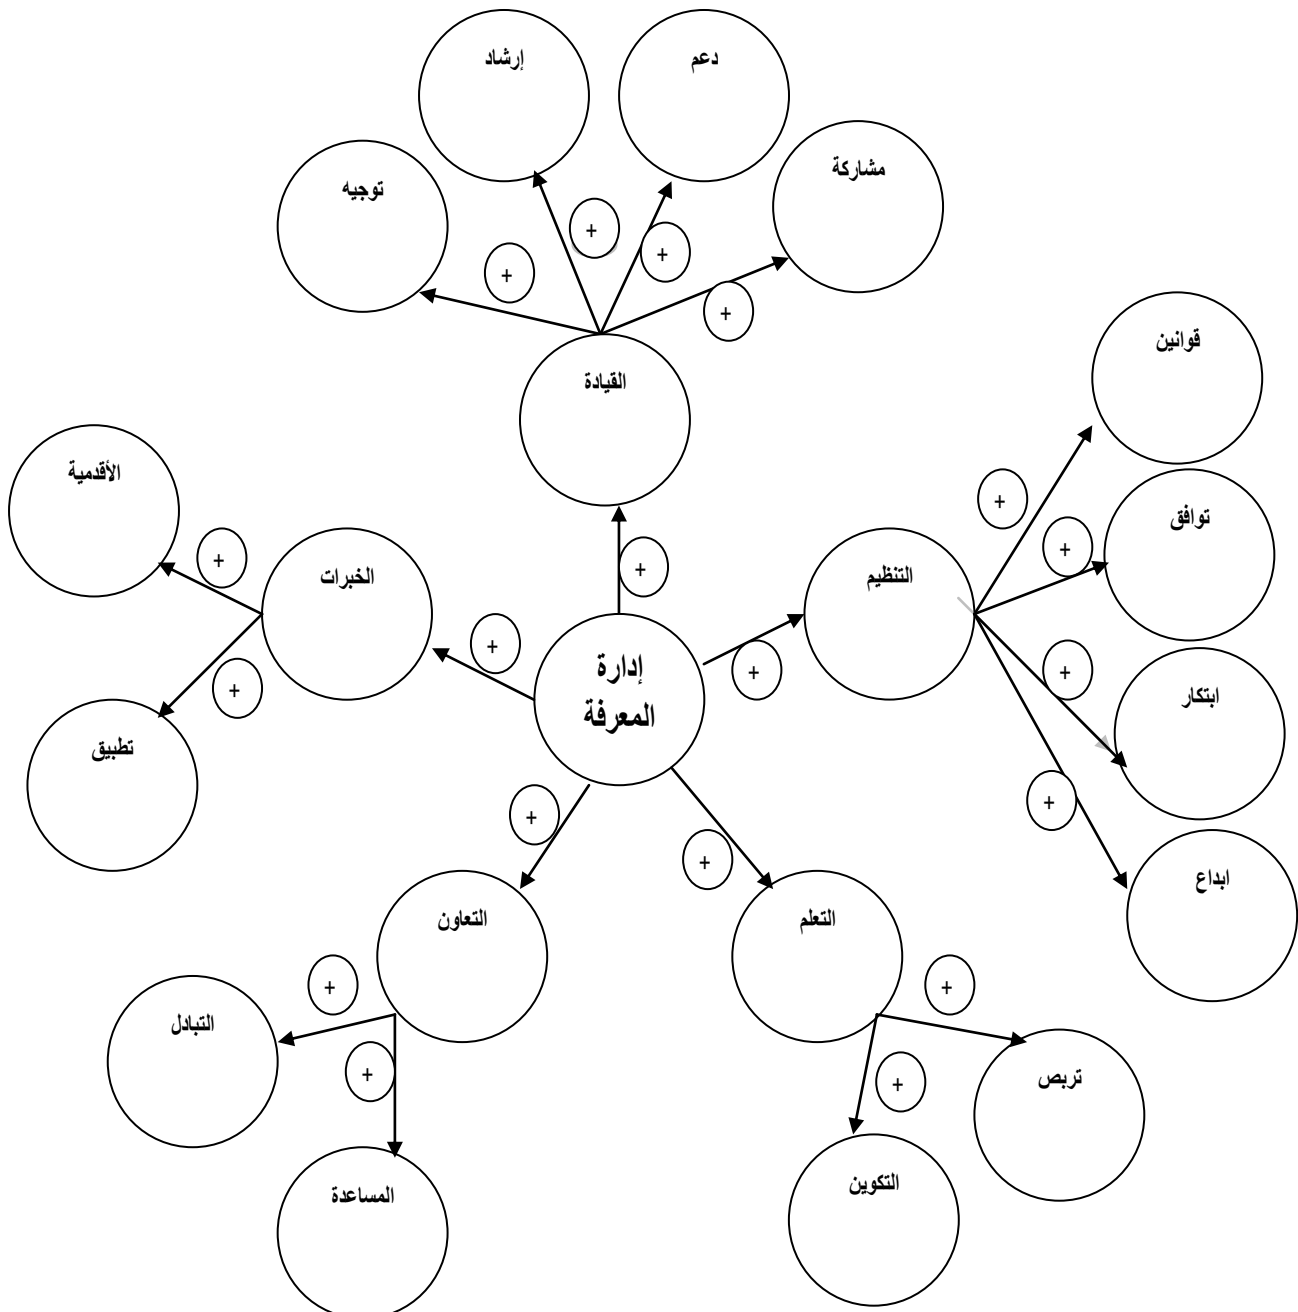 إرشاد
دعم
مشاركة
توجيه
+
+
+
+
القيادة
قوانين
الأقدمية
+
توافق
+
+
+
الخبرات
التنظيم
+
+
+
+
+
إدارة
المعرفة
ابتكار
تطبيق
+
+
+
ابداع
التعاون
التعلم
+
+
التبادل
+
+
تربص
المساعدة
التكوين